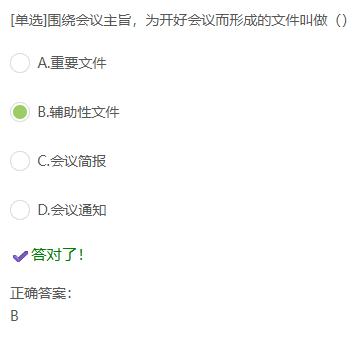 [单选]围绕会议主旨，为开好会议而形成的文件叫做（）
A.重要文件
B.辅助性文件
C.会议简报
D.会议通知
答对了！
正确答案：
B